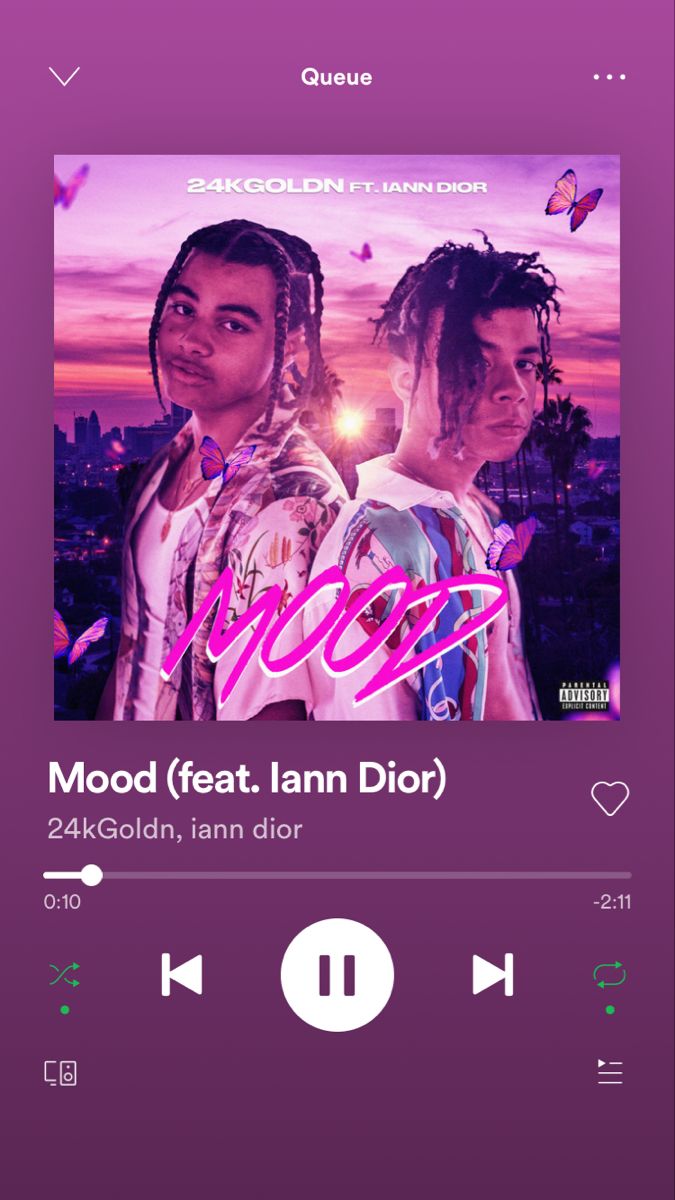 Queue
24KGOLDN FT. IANN DIOR
MOOD
PARENTAL
ADVISORY
EXPLICIT CONTENT
Mood (feat. Iann Dior)
24kGoldn, iann dior
0:10 -2:11